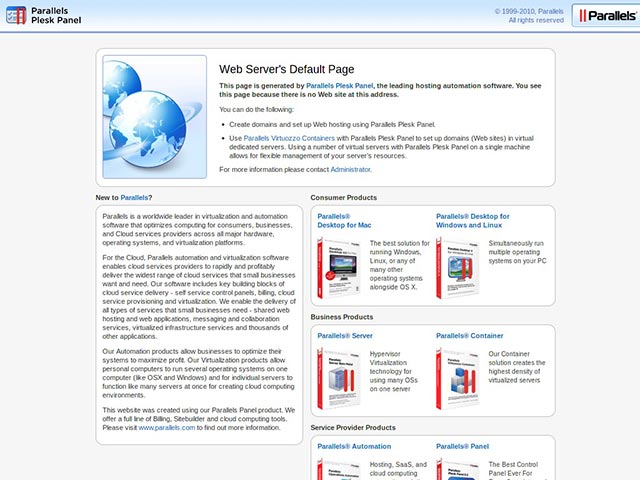 Parallels
Plesk Panel
© 1999-2010, Parallels
All rights reserved
Parallels
Web Server's Default Page
This page is generated by Parallels Plesk Panel, the leading hosting automation software. You see
this page because there is no Web site at this address.
You can do the following:
Create domains and set up Web hosting using Parallels Plesk Panel.
Use Parallels Virtuozzo Containers with Parallels Plesk Panel to set up domains (Web sites) in virtual
dedicated servers. Using a number of virtual servers with Parallels Plesk Panel on a single machine
allows for flexible management of your server's resources.
For more information please contact Administrator.
New to Parallels?
Parallels is a worldwide leader in virtualization and automation
software that optimizes computing for consumers, businesses,
and Cloud services providers across all major hardware,
operating systems, and virtualization platforms.
For the Cloud, Parallels automation and virtualization software
enables cloud services providers to rapidly and profitably
deliver the widest range of cloud services that small businesses
want and need. Our software includes key building blocks of
cloud service delivery - self service control panels, billing, cloud
service provisioning and virtualization. We enable the delivery of
all types of services that small businesses need - shared web
hosting and web applications, messaging and collaboration
services, virtualized infrastructure services and thousands of
other applications.
Our Automation products allow businesses to optimize their
systems to maximize profit. Our Virtualization products allow
personal computers to run several operating systems on one
computer (like OSX and Windows) and for individual servers to
function like many servers at once for creating cloud computing
environments.
This website was created using our Parallels Panel product. We
offer a full line of Billing, Sitebuilder and cloud computing tools.
Please visit www.parallels.com to find out more information.
Consumer Products
Parallels®
Desktop for Mac
The best solution for
running Windows,
Linux, or any of
many other
operating systems
alongside OS X.
Parallels® Desktop for
Windows and Linux
Simultaneously run
multiple operating
systems on your PC
Business Products
Parallels® Server
Hypervisor
Virtualization
technology for
using many OSs
on one server
Parallels® Container
Our Container
solution creates the
highest density of
virtualized servers
Service Provider Products
Parallels® Automation
Hosting, SaaS, and
cloud computing
Parallels® Panel
The Best Control
Panel Ever For